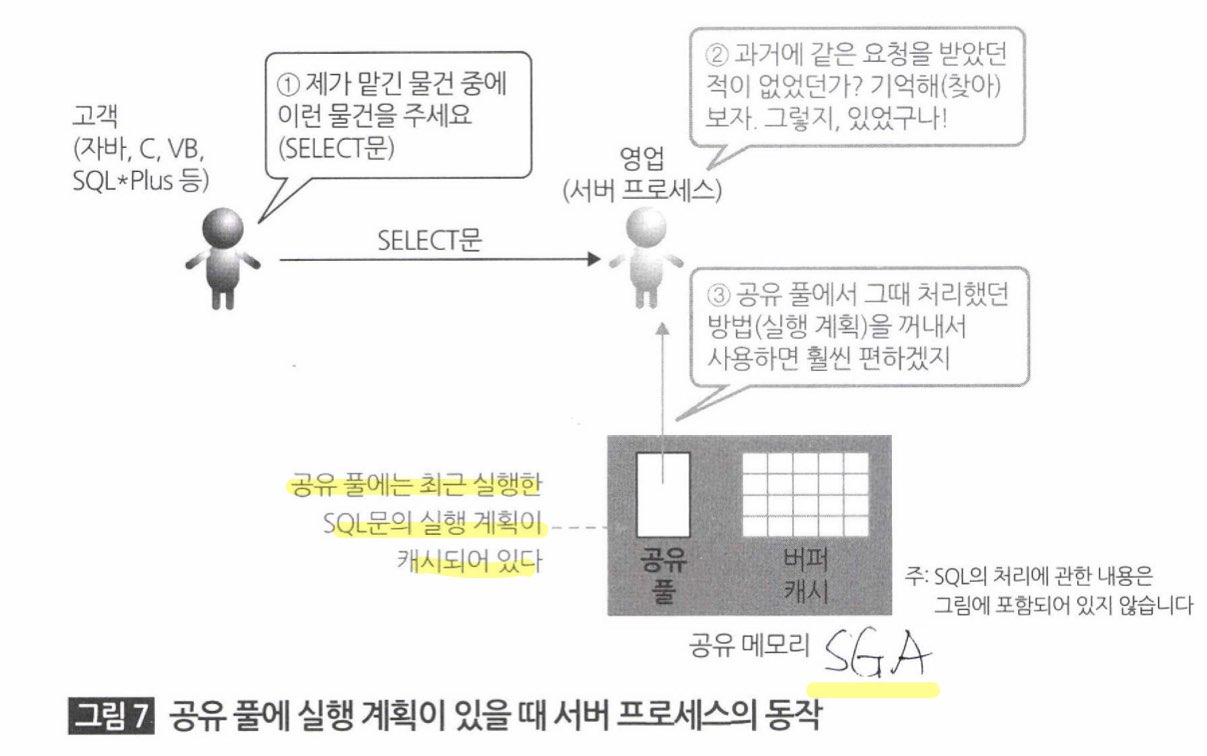 ① 제가 맡긴 물건 중에
이런 물건을 주세요
(SELECT문)
② 과거에 같은 요청을 받았던
적이 없었던가? 기억해(찾아)
보자. 그렇지, 있었구나!
고객
(자바, C, VB,
SQL*Plus 등)
영업
(서버 프로세스)
SELECT문
③ 공유 풀에서 그때 처리했던
방법(실행 계획)을 꺼내서
사용하면 훨씬 편하겠지
공유 풀에는 최근 실행한
SQL문의 실행 계획이
캐시되어 있다
공유
풀
버퍼
캐시
주: SQL의 처리에 관한 내용은
그림에 포함되어 있지 않습니다
공유 메모리 SGA
그림 7 공유 풀에 실행 계획이 있을 때 서버 프로세스의 동작